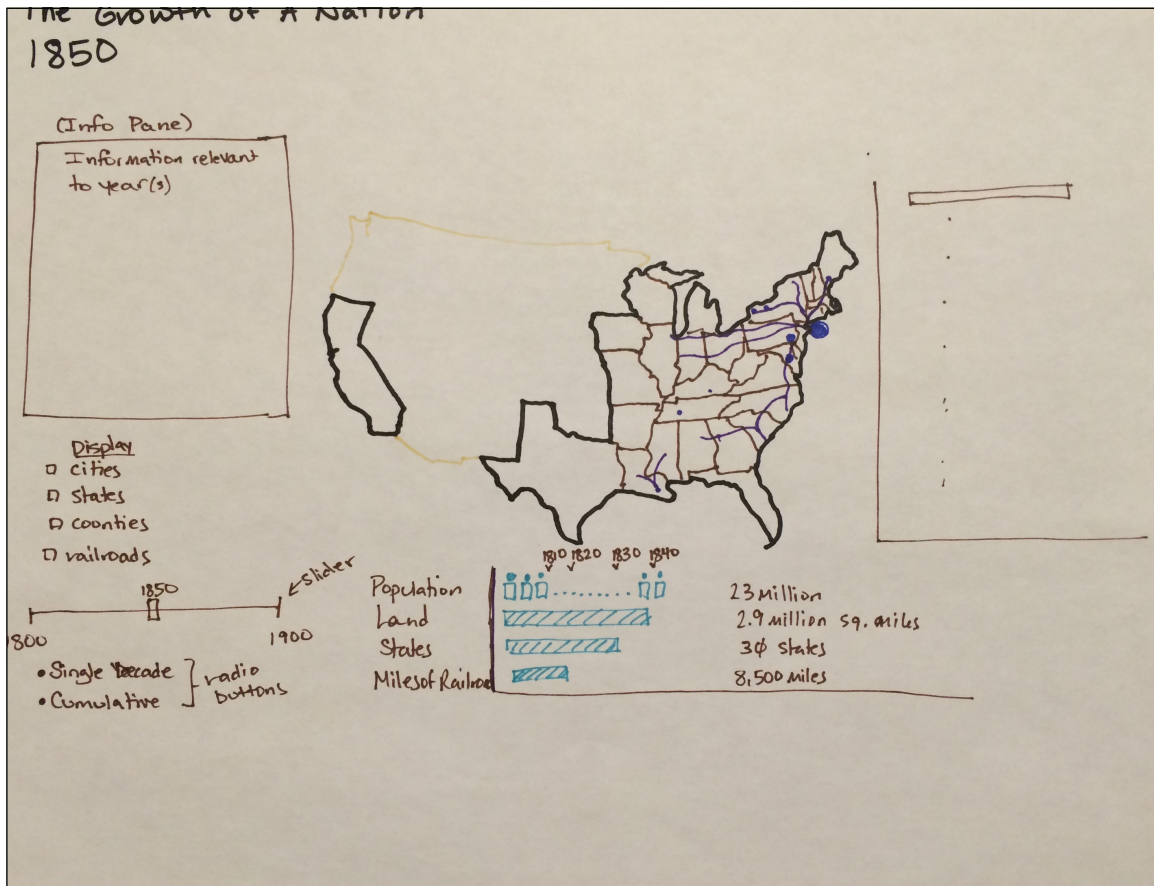 The Growth of A Nation
1850
(Info Pane)
Information relevant
to year(s)
Display
cities
states
counties
railroads
1850
Slider
1800
1900
• Single Decade
• Cumulative
radio
buttons
1810 1820 1830 1840
Population 23 Million
Land 2.9 million sq. miles
States 30 states
Miles of Railroa 8,500 miles